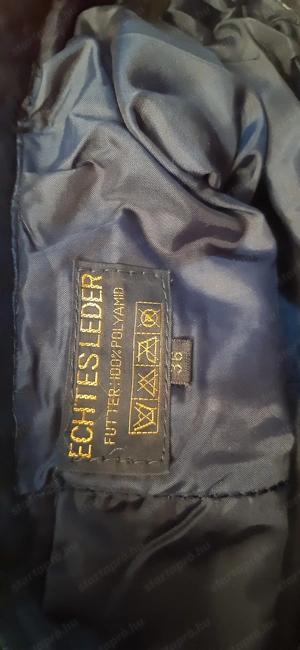 ECHTES LEDER
FUTTER:100% POLYAMID
36